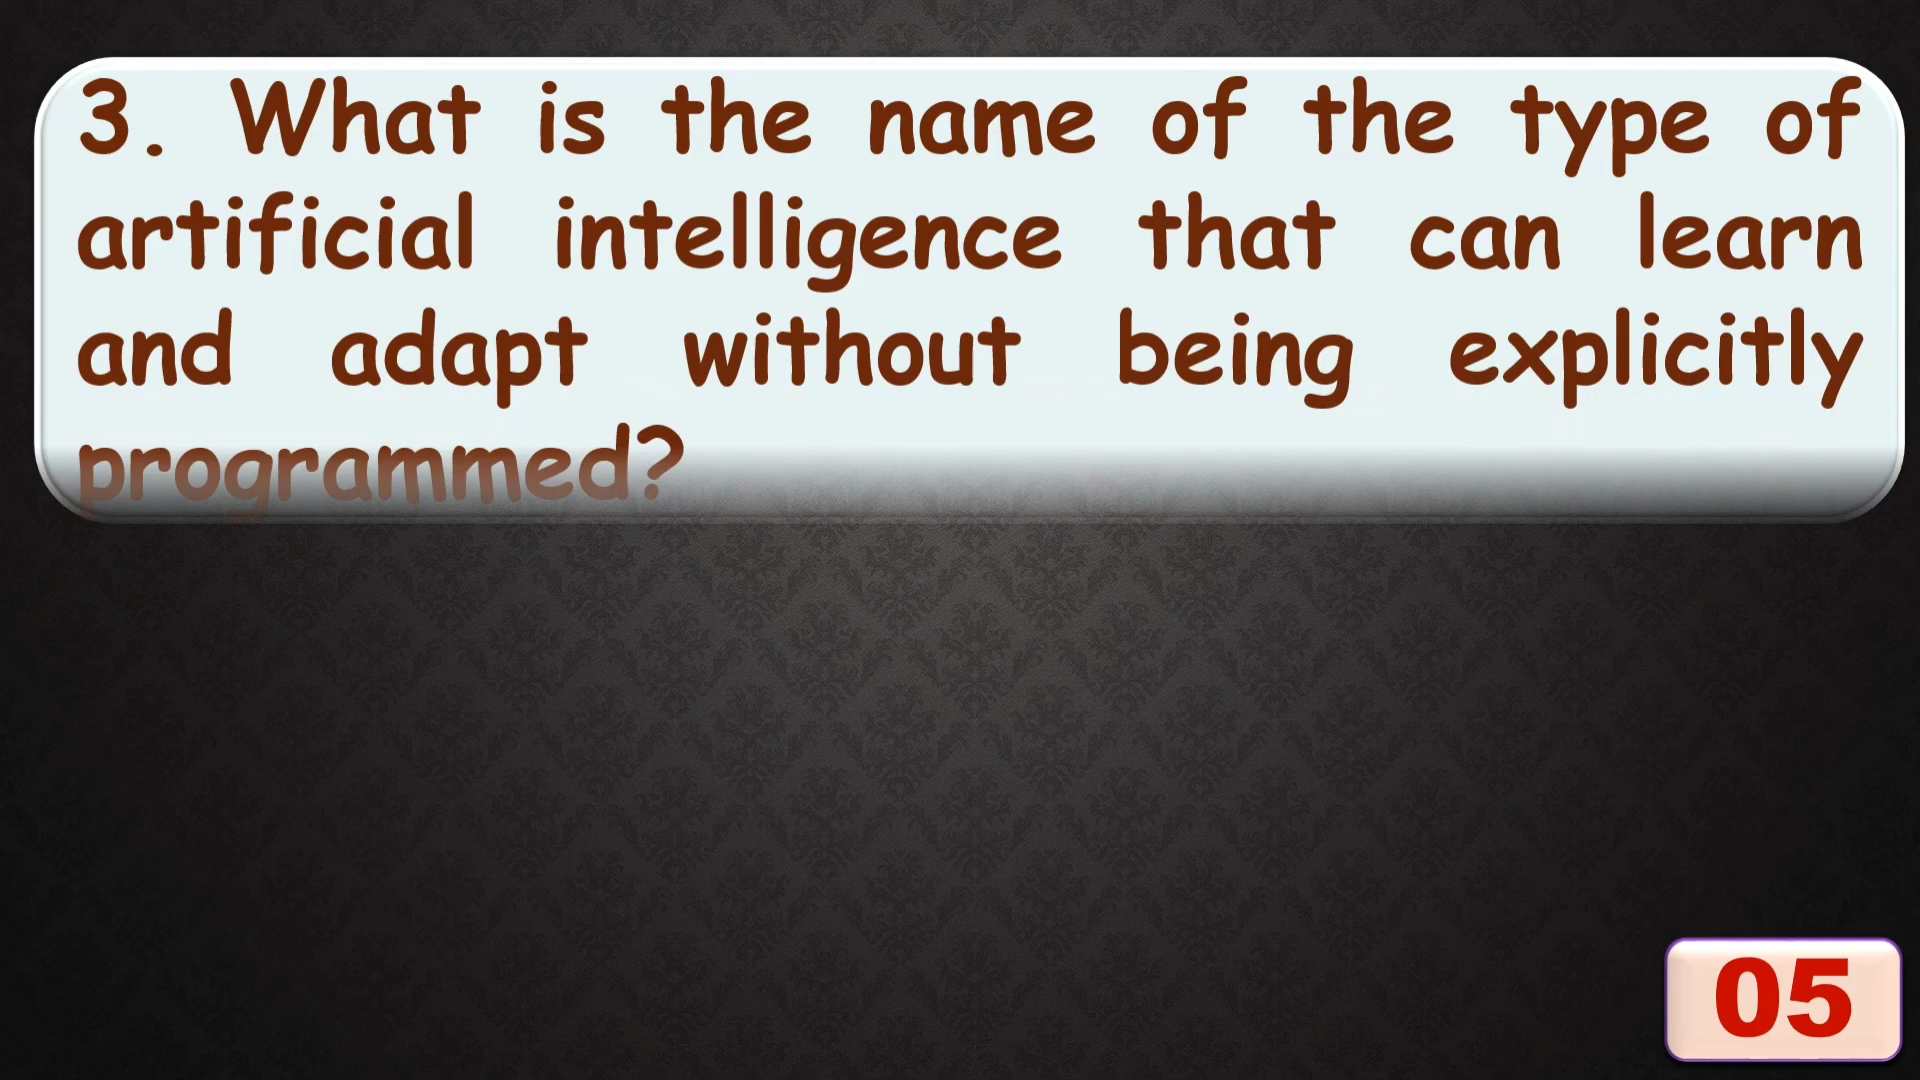 3. What is the name of the type of
artificial intelligence that can learn
and adapt without being explicitly
programmed?
05